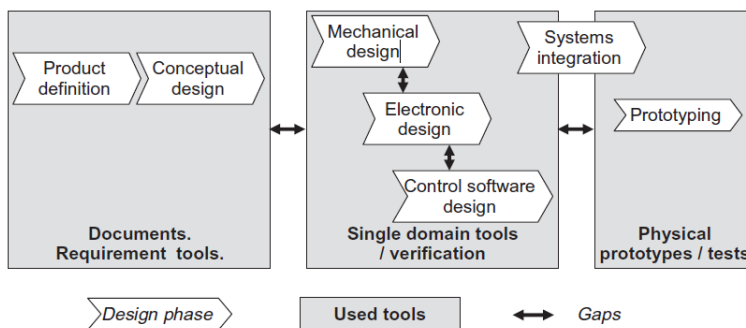 Product
definition
Conceptual
design
Mechanical
design
Electronic
design
Control software
design
Systems
integration
Prototyping
Documents.
Requirement tools.
Single domain tools
/ verification
Physical
prototypes / tests
Design phase
Used tools
Gaps